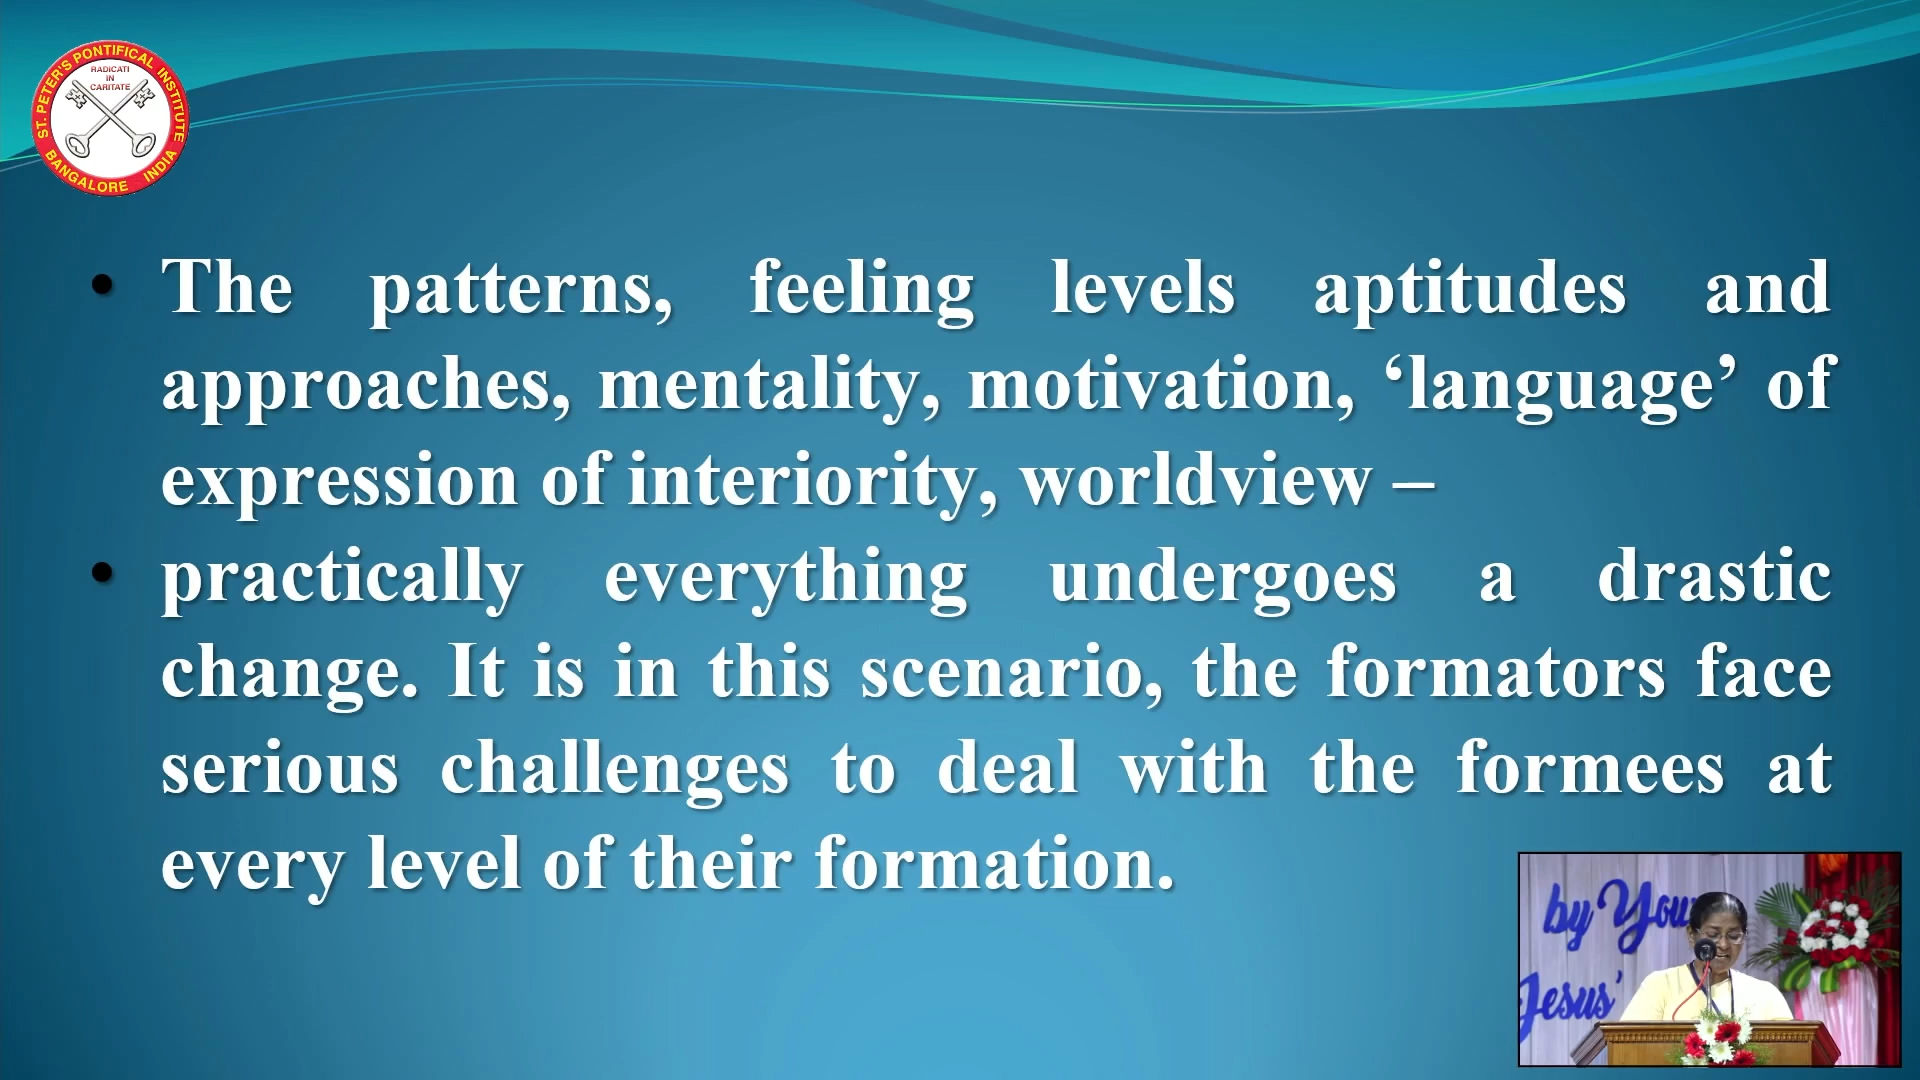 ST. PETER'S PONTIFICAL INSTITUTE
RADICATI
IN
CARITATE
BANGALORE INDIA
• The patterns, feeling levels aptitudes and
approaches, mentality, motivation, ‘language’ of
expression of interiority, worldview –
• practically everything undergoes a drastic
change. It is in this scenario, the formators face
serious challenges to deal with the formees at
every level of their formation.
by You
Jesus'